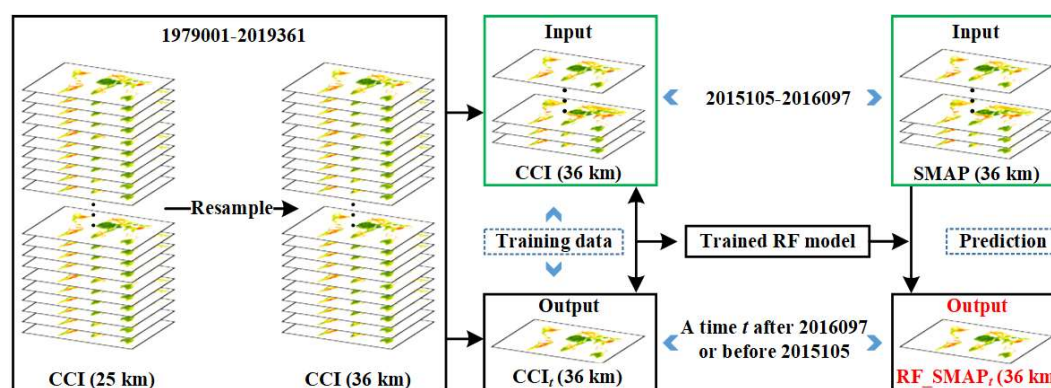 1979001-2019361
Resample
CCI (25 km)
CCI (36 km)
Input
CCI (36 km)
2015105-2016097
Input
SMAP (36 km)
Training data
Trained RF model
Prediction
Output
CCIt (36 km)
A time t after 2016097
or before 2015105
Output
RF_SMAPt (36 km)